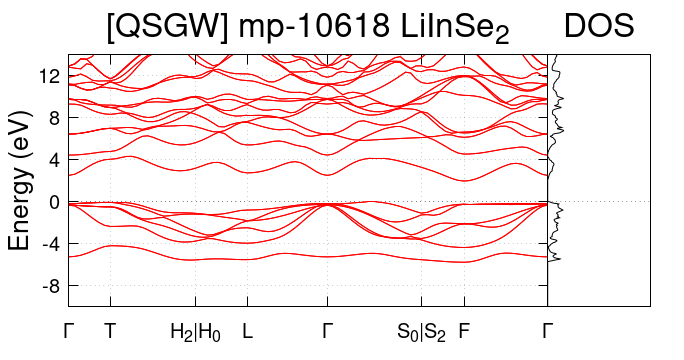 [QSGW] mp-10618 LiInSe₂ DOS
Energy (eV)
12
8
4
0
-4
-8
Γ T H₂|H₀ L Γ S₀|S₂ F Γ